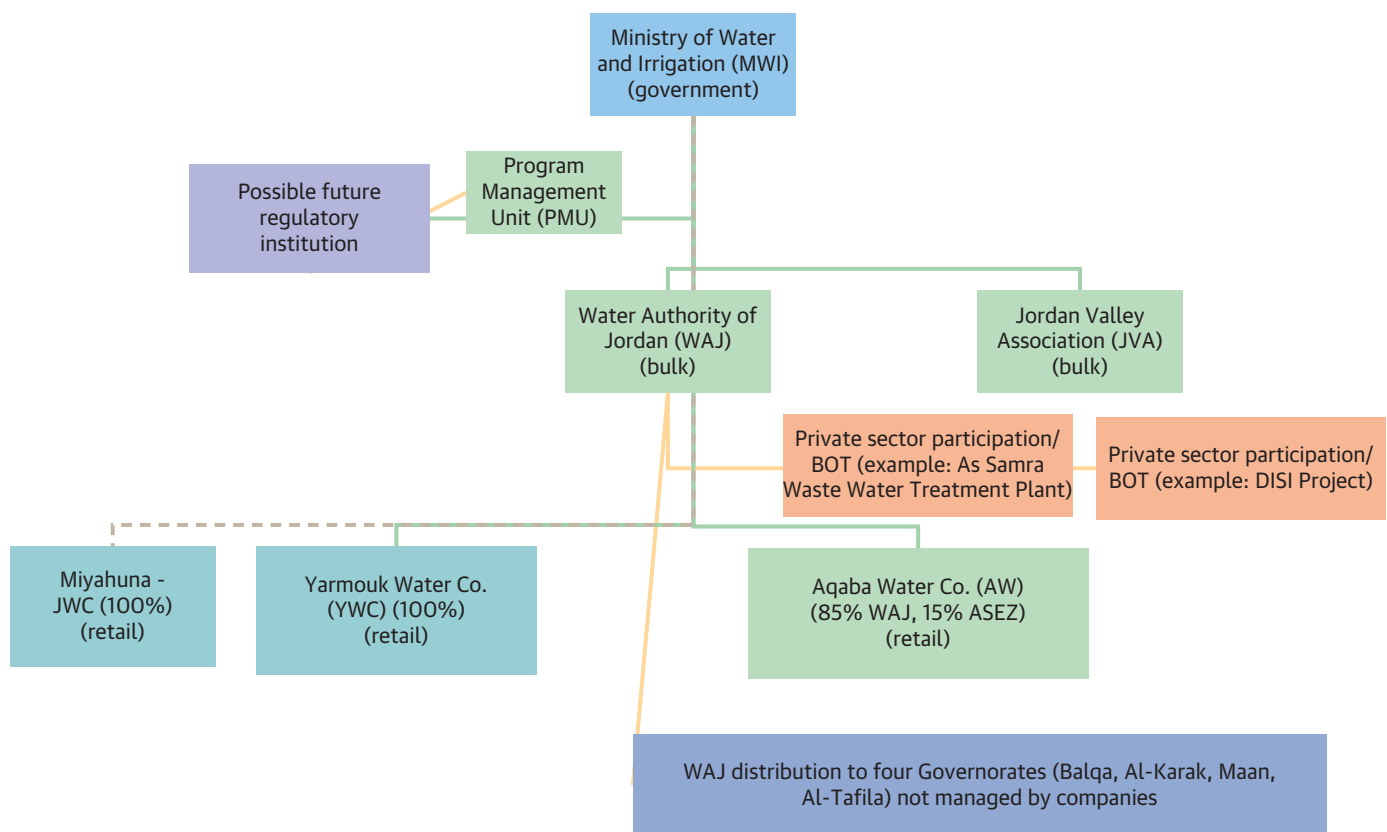 Ministry of Water
and Irrigation (MWI)
(government)
Possible future
regulatory
institution
Program
Management
Unit (PMU)
Water Authority of
Jordan (WAJ)
(bulk)
Jordan Valley
Association (JVA)
(bulk)
Private sector participation/
BOT (example: As Samra
Waste Water Treatment Plant)
Private sector participation/
BOT (example: DISI Project)
Miyahuna -
JWC (100%)
(retail)
Yarmouk Water Co.
(YWC) (100%)
(retail)
Aqaba Water Co. (AW)
(85% WAJ, 15% ASEZ)
(retail)
WAJ distribution to four Governorates (Balqa, Al-Karak, Maan,
Al-Tafila) not managed by companies